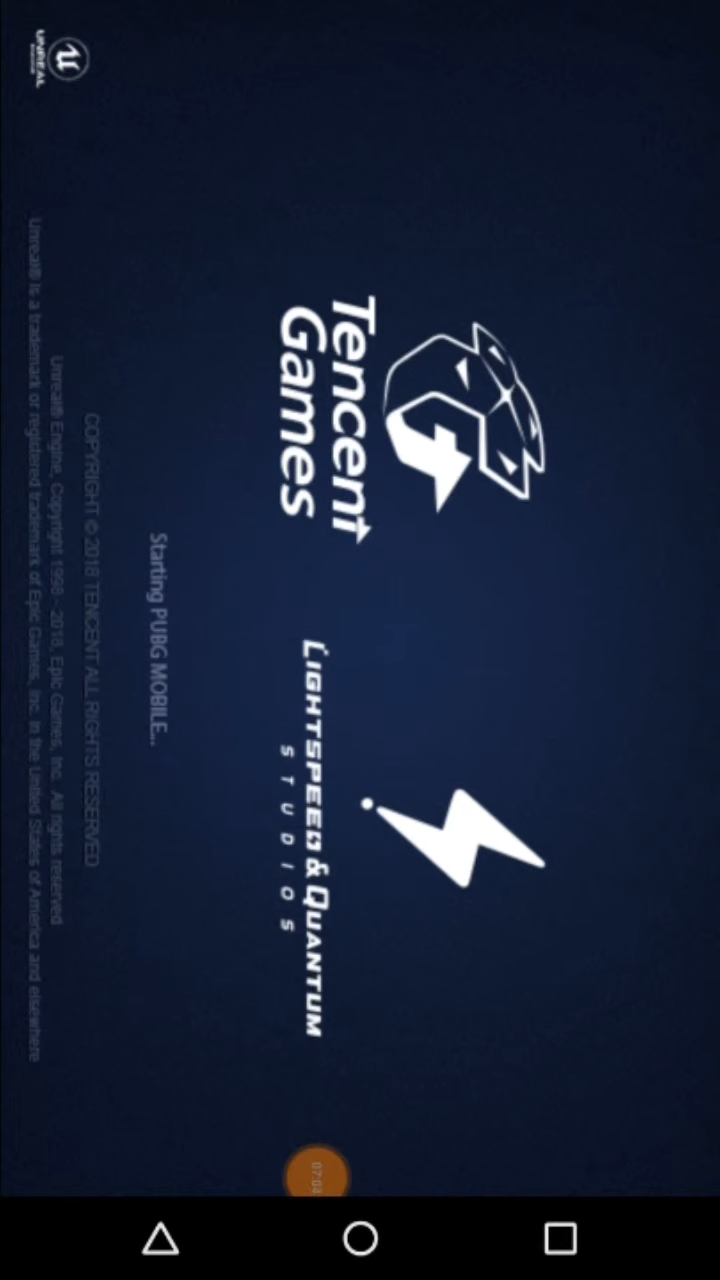 Tencent
Games
LIGHTSPEED & QUANTUM
STUDIOS
Starting PUBG MOBILE...
COPYRIGHT © 2018 TENCENT ALL RIGHTS RESERVED
Unreal® Engine, Copyright 1998 - 2018, Epic Games, Inc. All rights reserved
Unreal® is a trademark or registered trademark of Epic Games, Inc. in the United States of America and elsewhere
UNREAL
07:04